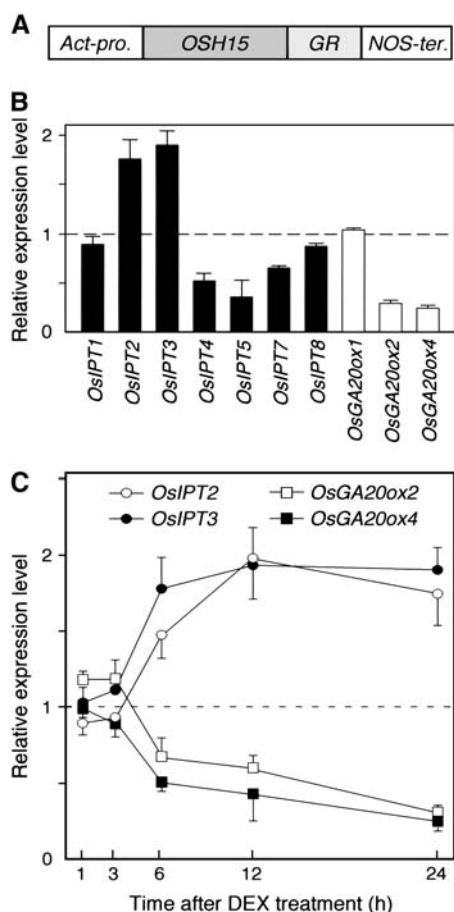 A
Act-pro. OSH15 GR NOS-ter.
B
Relative expression level
2
1
0
OsIPT1
OsIPT2
OsIPT3
OsIPT4
OsIPT5
OsIPT7
OsIPT8
OsGA20ox1
OsGA20ox2
OsGA20ox4
C
OsIPT2 OsGA20ox2
OsIPT3 OsGA20ox4
Relative expression level
2
1
0
1 3 6 12 24
Time after DEX treatment (h)